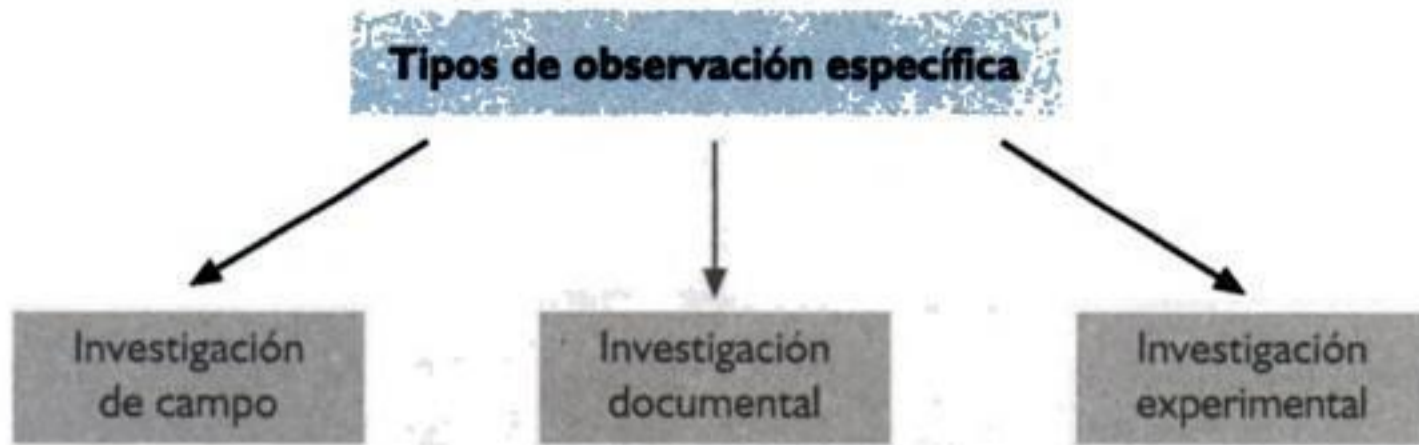 Tipos de observación específica
Investigación
de campo
Investigación
documental
Investigación
experimental